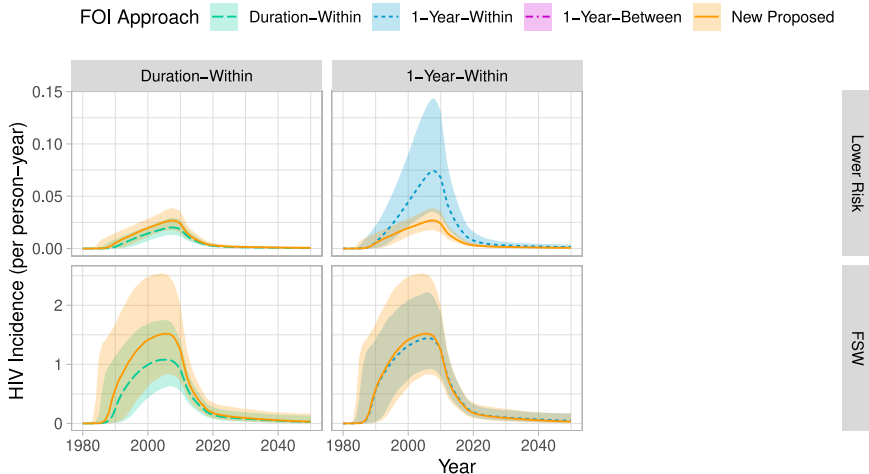 FOI Approach Duration−Within 1−Year−Within 1−Year−Between New Proposed
Duration−Within 1−Year−Within
HIV Incidence (per person−year)
0.15
0.10
0.05
0.00
Lower Risk
2
1
0
FSW
1980 2000 2020 2040 1980 2000 2020 2040
Year